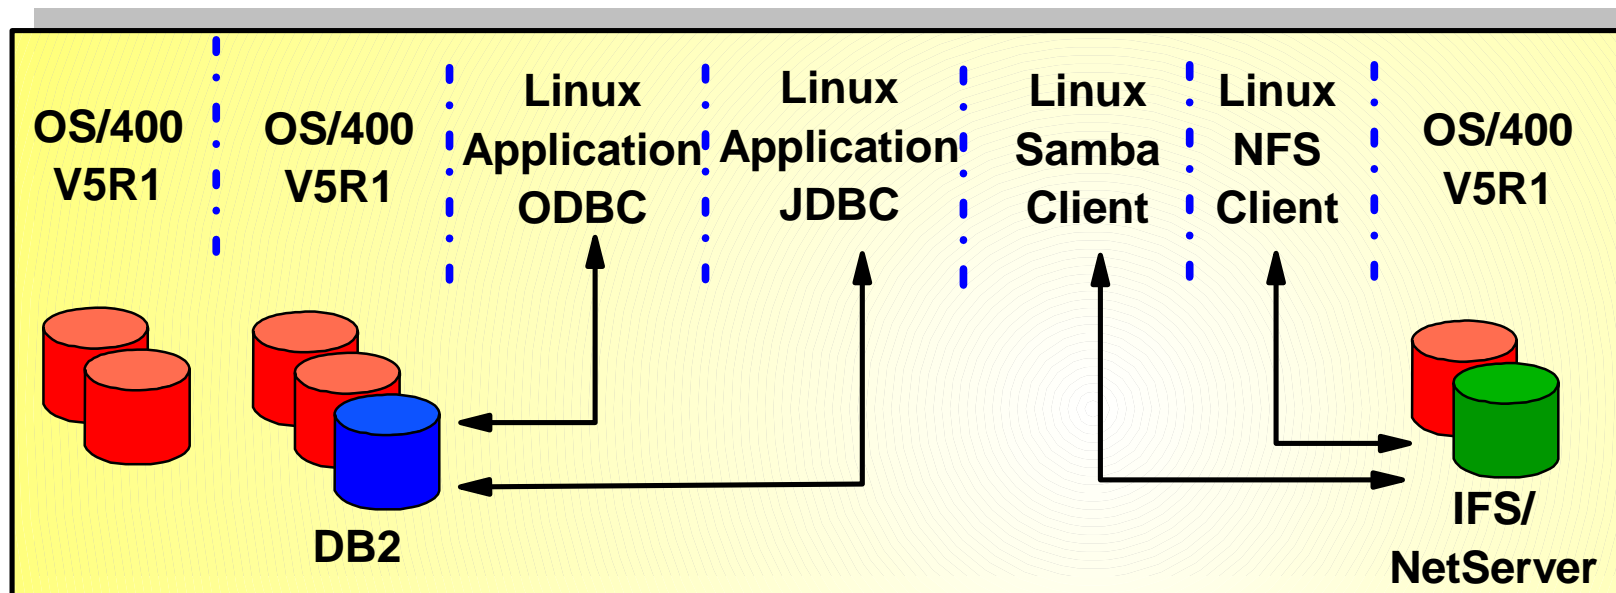 OS/400
V5R1
OS/400
V5R1
Linux
Application
ODBC
Linux
Application
JDBC
Linux
Samba
Client
Linux
NFS
Client
OS/400
V5R1
DB2
IFS/
NetServer